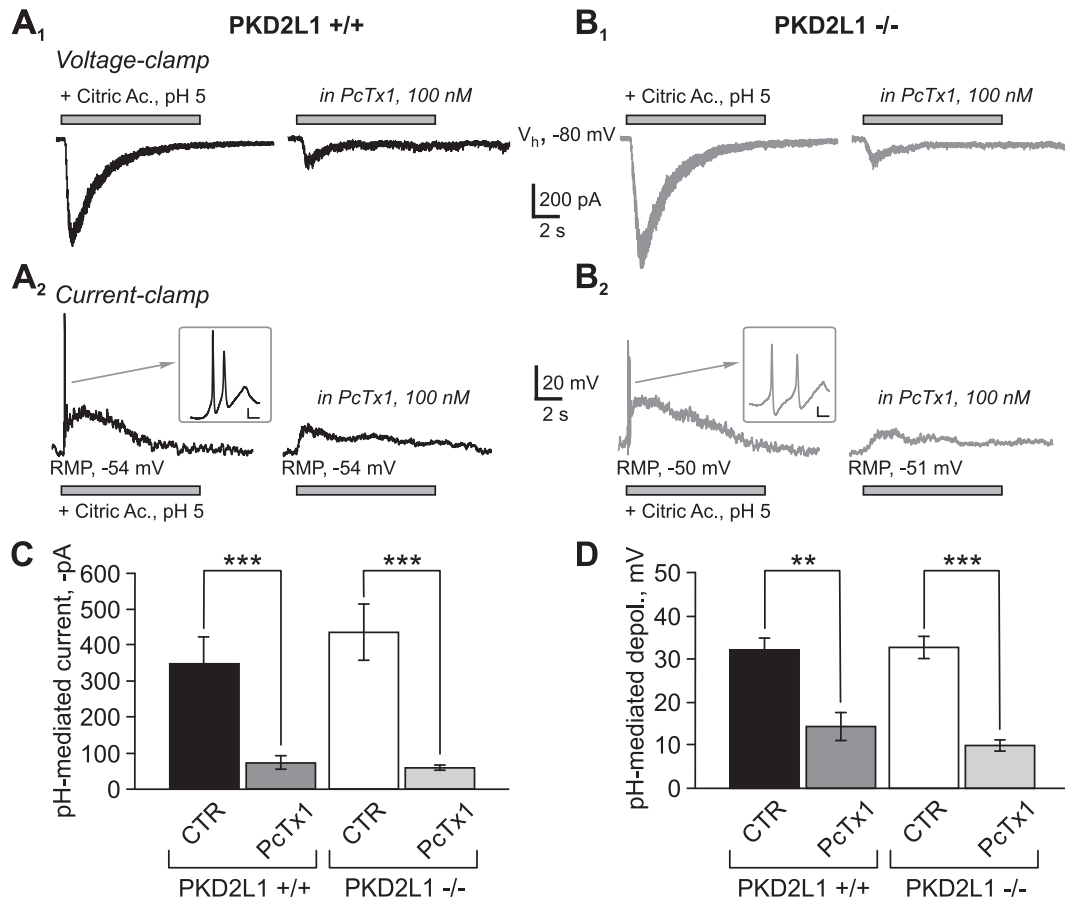 A1 PKD2L1 +/+
Voltage-clamp
+ Citric Ac., pH 5
in PcTx1, 100 nM
Vh, -80 mV
200 pA
2 s
B1 PKD2L1 -/-
+ Citric Ac., pH 5
in PcTx1, 100 nM
A2 Current-clamp
in PcTx1, 100 nM
RMP, -54 mV
RMP, -54 mV
+ Citric Ac., pH 5
20 mV
2 s
B2
in PcTx1, 100 nM
RMP, -50 mV
RMP, -51 mV
+ Citric Ac., pH 5
C
pH-mediated current, -pA
600
500
400
300
200
100
0
***
***
CTR
PcTx1
CTR
PcTx1
PKD2L1 +/+
PKD2L1 -/-
D
pH-mediated depol., mV
50
40
30
20
10
0
**
***
CTR
PcTx1
CTR
PcTx1
PKD2L1 +/+
PKD2L1 -/-